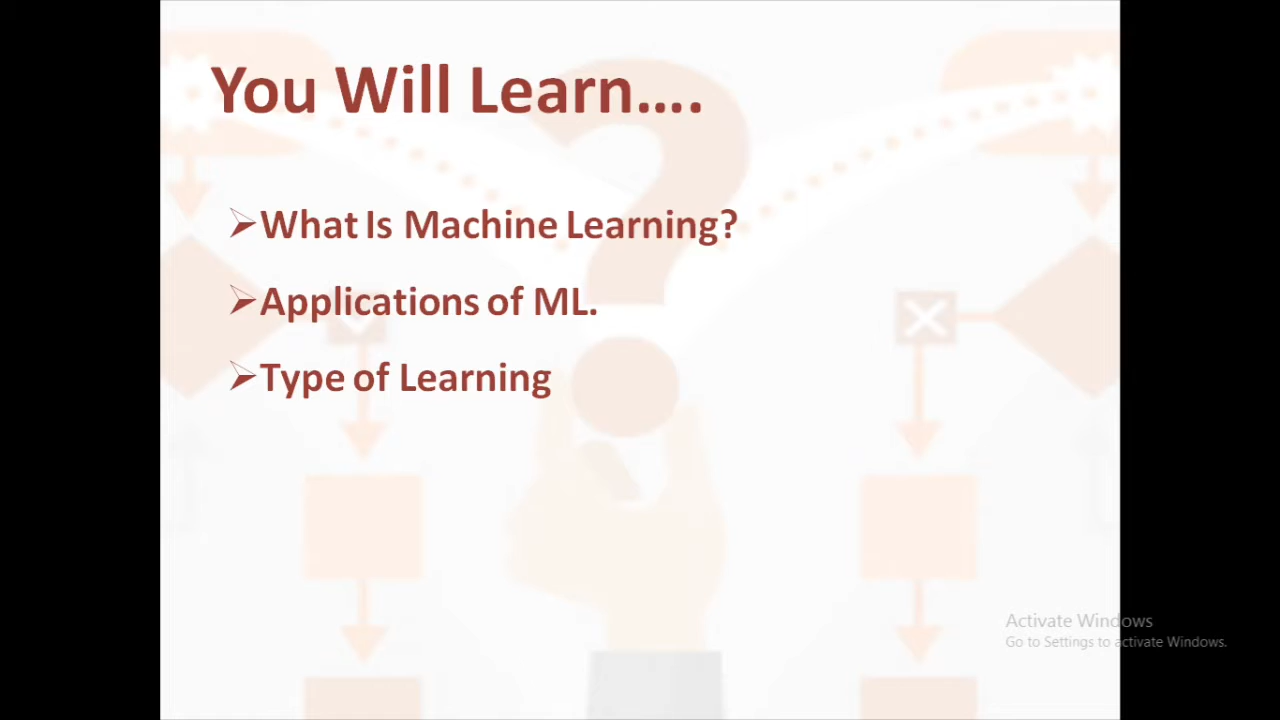 You Will Learn....
What Is Machine Learning?
Applications of ML.
Type of Learning
Activate Windows
Go to Settings to activate Windows.